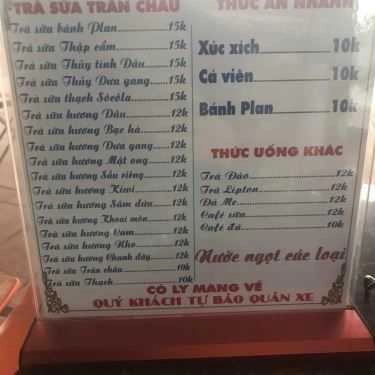 TRÀ SỮA TRÂN CHÂU
Trà sữa bánh Plan 15k
Trà sữa Thập cẩm 15k
Trà sữa Thủy tinh Dâu 15k
Trà sữa Thủy Dưa gang 15k
Trà sữa thạch Sôcôla 15k
Trà sữa hương Dâu 12k
Trà sữa hương Bạc hà 12k
Trà sữa hương Dưa gang 12k
Trà sữa hương Mật ong 12k
Trà sữa hương Sầu riêng 12k
Trà sữa hương Kiwi 12k
Trà sữa hương Sâm dứa 12k
Trà sữa hương Khoai môn 12k
Trà sữa hương Cam 12k
Trà sữa hương Nho 12k
Trà sữa hương Chanh dây 12k
Trà sữa Trân châu 10k
Trà sữa Thạch 10k
THỨC ĂN NHANH
Xúc xích 10k
Cá viên 10k
Bánh Plan 10k
THỨC UỐNG KHÁC
Trà Đào 12k
Trà Lipton 12k
Đá Me 12k
Café sữa 12k
Café đá 10k
Nước ngọt các loại
CÓ LY MANG VỀ
QUÝ KHÁCH TỰ BẢO QUẢN XE